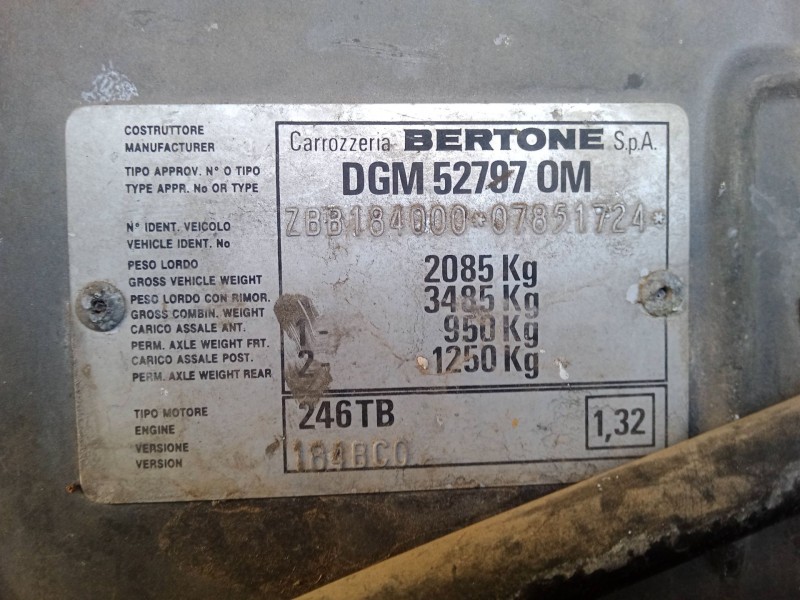 COSTRUTTORE
MANUFACTURER
Carrozzeria BERTONE S.p.A.
TIPO APPROV. N° O TIPO
TYPE APPR. No OR TYPE
DGM 52797 OM
N° IDENT. VEICOLO
VEHICLE IDENT. No
ZBB184000*07851724*
PESO LORDO
GROSS VEHICLE WEIGHT
2085 Kg
PESO LORDO CON RIMOR.
GROSS COMBIN. WEIGHT
3485 Kg
CARICO ASSALE ANT.
PERM. AXLE WEIGHT FRT.
1- 950 Kg
CARICO ASSALE POST.
PERM. AXLE WEIGHT REAR
2- 1250 Kg
TIPO MOTORE
ENGINE
246TB
VERSIONE
VERSION
184BCO
1,32